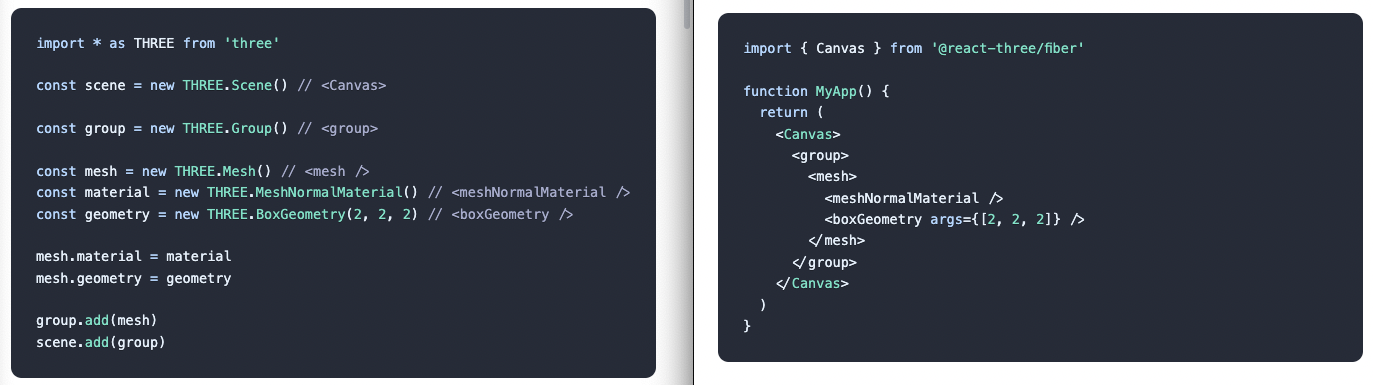 import * as THREE from 'three'
const scene = new THREE.Scene() // <Canvas>
const group = new THREE.Group() // <group>
const mesh = new THREE.Mesh() // <mesh />
const material = new THREE.MeshNormalMaterial() // <meshNormalMaterial />
const geometry = new THREE.BoxGeometry(2, 2, 2) // <boxGeometry />
mesh.material = material
mesh.geometry = geometry
group.add(mesh)
scene.add(group)
import { Canvas } from '@react-three/fiber'
function MyApp() {
  return (
    <Canvas>
      <group>
        <mesh>
          <meshNormalMaterial />
          <boxGeometry args={[2, 2, 2]} />
        </mesh>
      </group>
    </Canvas>
  )
}